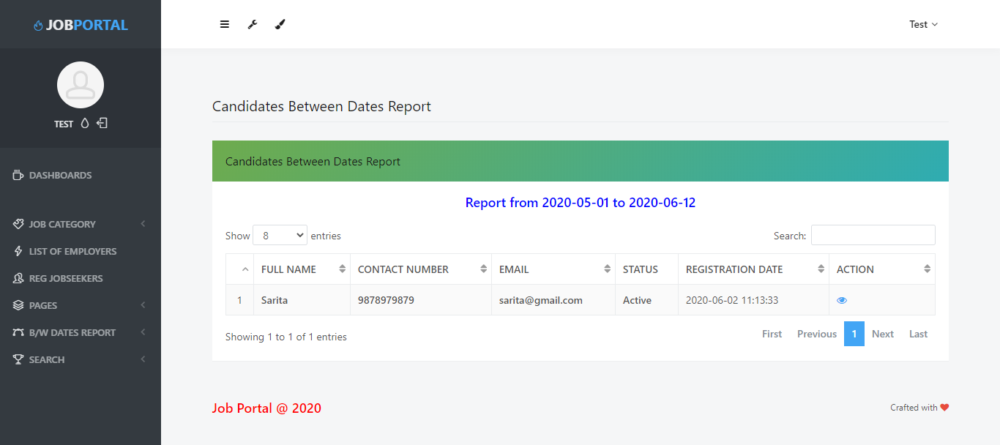 JOBPORTAL
Test
TEST
DASHBOARDS
JOB CATEGORY
LIST OF EMPLOYERS
REG JOBSEEKERS
PAGES
B/W DATES REPORT
SEARCH
Candidates Between Dates Report
Candidates Between Dates Report
Report from 2020-05-01 to 2020-06-12
Show 8 entries Search:
FULL NAME CONTACT NUMBER EMAIL STATUS REGISTRATION DATE ACTION
1 Sarita 9878979879 sarita@gmail.com Active 2020-06-02 11:13:33
Showing 1 to 1 of 1 entries First Previous 1 Next Last
Job Portal @ 2020 Crafted with